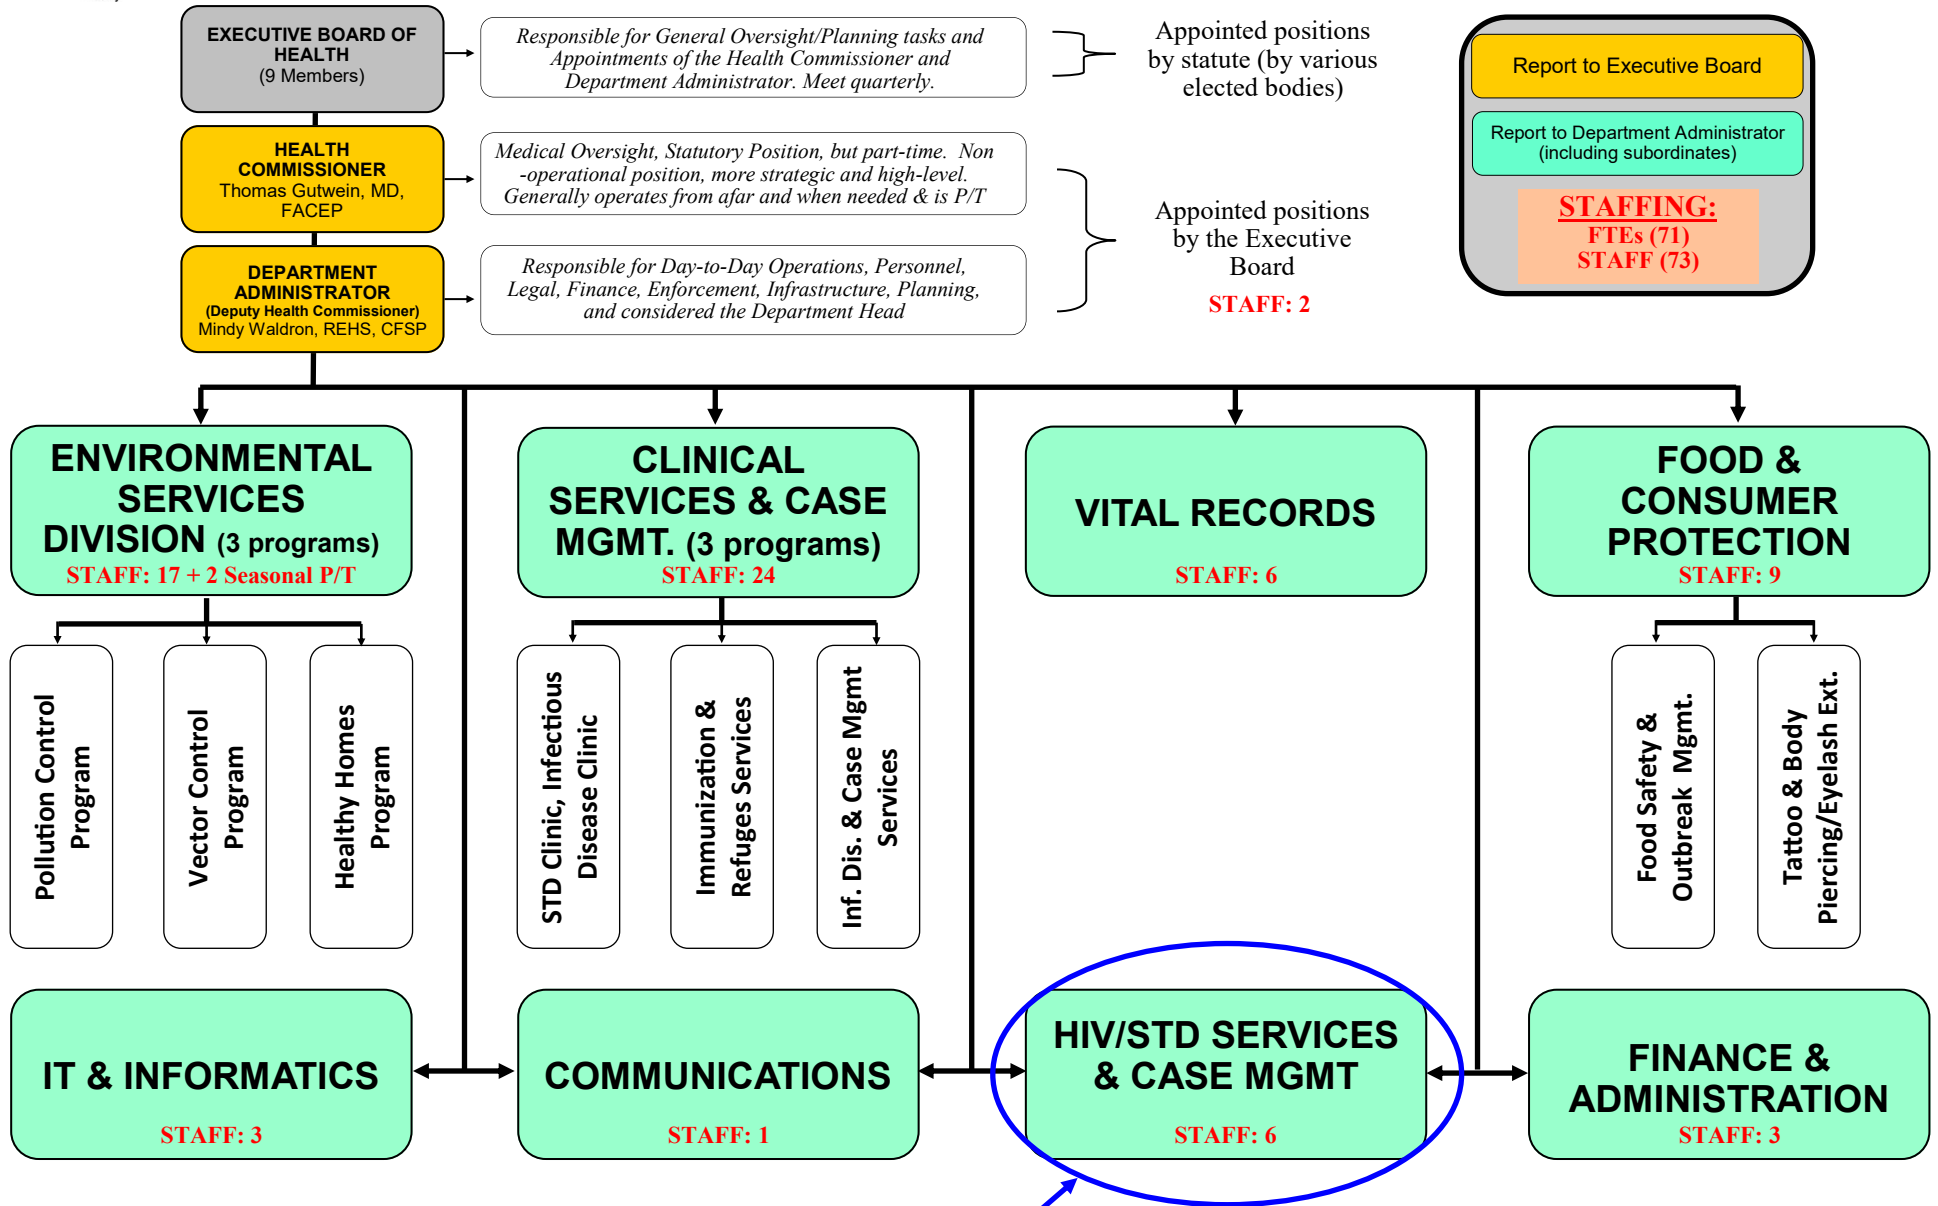 EXECUTIVE BOARD OF
HEALTH
(9 Members)
Responsible for General Oversight/Planning tasks and
Appointments of the Health Commissioner and
Department Administrator. Meet quarterly.
Appointed positions
by statute (by various
elected bodies)
Report to Executive Board
Report to Department Administrator
(including subordinates)
STAFFING:
FTEs (71)
STAFF (73)
HEALTH
COMMISSIONER
Thomas Gutwein, MD,
FACEP
Medical Oversight, Statutory Position, but part-time. Non
-operational position, more strategic and high-level.
Generally operates from afar and when needed & is P/T
Appointed positions
by the Executive
Board
STAFF: 2
DEPARTMENT
ADMINISTRATOR
(Deputy Health Commissioner)
Mindy Waldron, REHS, CFSP
Responsible for Day-to-Day Operations, Personnel,
Legal, Finance, Enforcement, Infrastructure, Planning,
and considered the Department Head
ENVIRONMENTAL
SERVICES
DIVISION (3 programs)
STAFF: 17 + 2 Seasonal P/T
CLINICAL
SERVICES & CASE
MGMT. (3 programs)
STAFF: 24
VITAL RECORDS
STAFF: 6
FOOD &
CONSUMER
PROTECTION
STAFF: 9
Pollution Control
Program
Vector Control
Program
Healthy Homes
Program
STD Clinic, Infectious
Disease Clinic
Immunization &
Refuges Services
Inf. Dis. & Case Mgmt
Services
Food Safety &
Outbreak Mgmt.
Tattoo & Body
Piercing/Eyelash Ext.
IT & INFORMATICS
STAFF: 3
COMMUNICATIONS
STAFF: 1
HIV/STD SERVICES
& CASE MGMT
STAFF: 6
FINANCE &
ADMINISTRATION
STAFF: 3